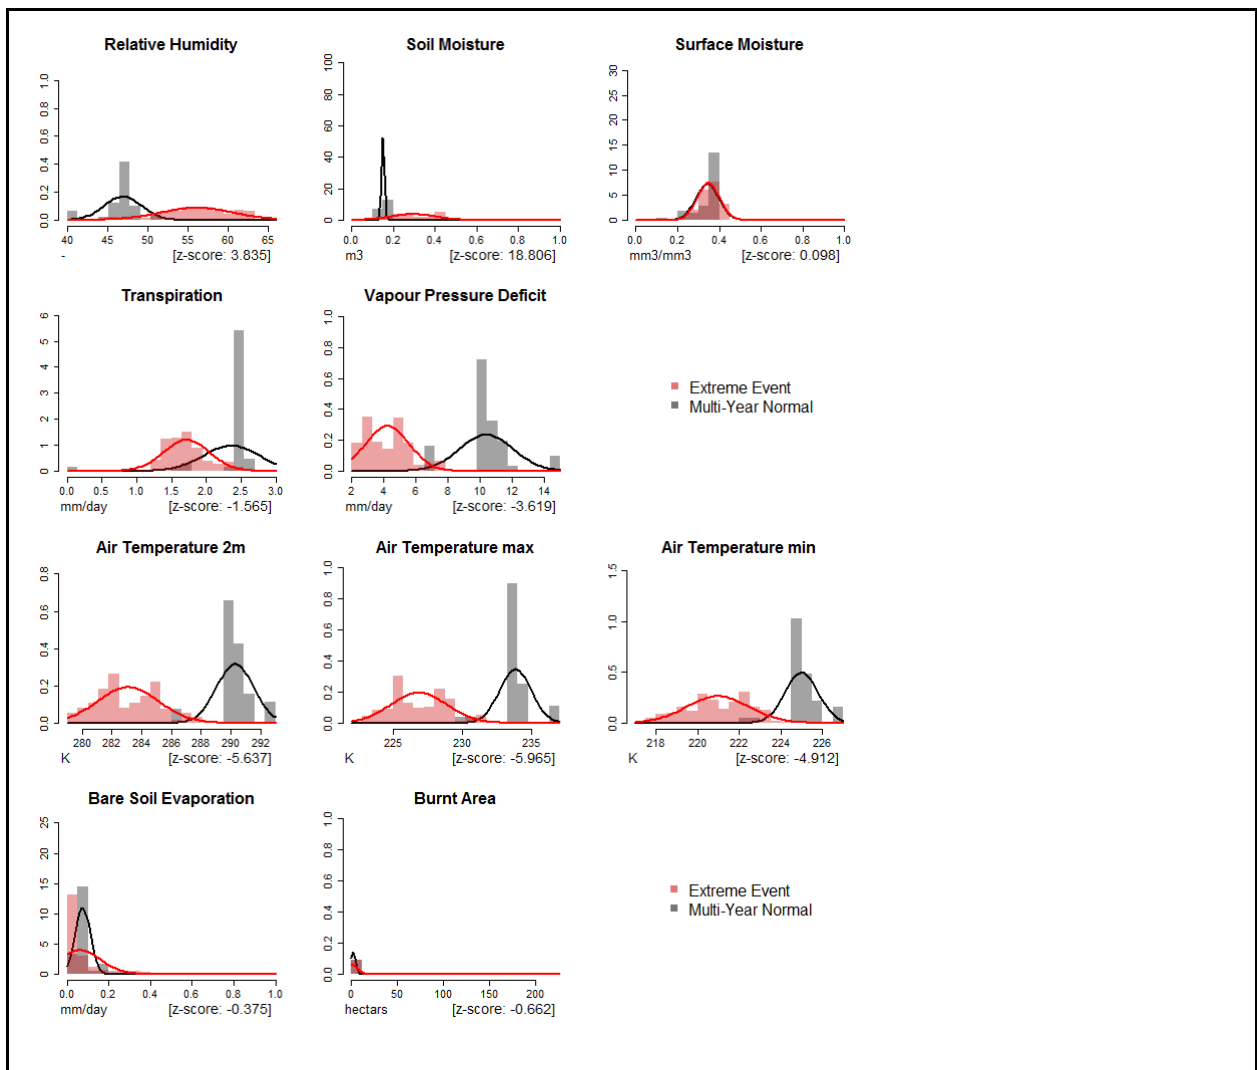 Relative Humidity
1.0
0.8
0.6
0.4
0.2
0.0
40 45 50 55 60 65
- [z-score: 3.835]
Soil Moisture
100
80
60
40
20
0
0.0 0.2 0.4 0.6 0.8 1.0
m3 [z-score: 18.806]
Surface Moisture
30
25
20
15
10
5
0
0.0 0.2 0.4 0.6 0.8 1.0
mm3/mm3 [z-score: 0.098]
Transpiration
6
5
4
3
2
1
0
0.0 0.5 1.0 1.5 2.0 2.5 3.0
mm/day [z-score: -1.565]
Vapour Pressure Deficit
1.0
0.8
0.6
0.4
0.2
0.0
2 4 6 8 10 12 14
mm/day [z-score: -3.619]
Extreme Event
Multi-Year Normal
Air Temperature 2m
0.8
0.6
0.4
0.2
0.0
280 282 284 286 288 290 292
K [z-score: -5.637]
Air Temperature max
1.0
0.8
0.6
0.4
0.2
0.0
225 230 235
K [z-score: -5.965]
Air Temperature min
1.5
1.0
0.5
0.0
218 220 222 224 226
K [z-score: -4.912]
Bare Soil Evaporation
25
20
15
10
5
0
0.0 0.2 0.4 0.6 0.8 1.0
mm/day [z-score: -0.375]
Burnt Area
1.0
0.8
0.6
0.4
0.2
0.0
0 50 100 150 200
hectars [z-score: -0.662]
Extreme Event
Multi-Year Normal